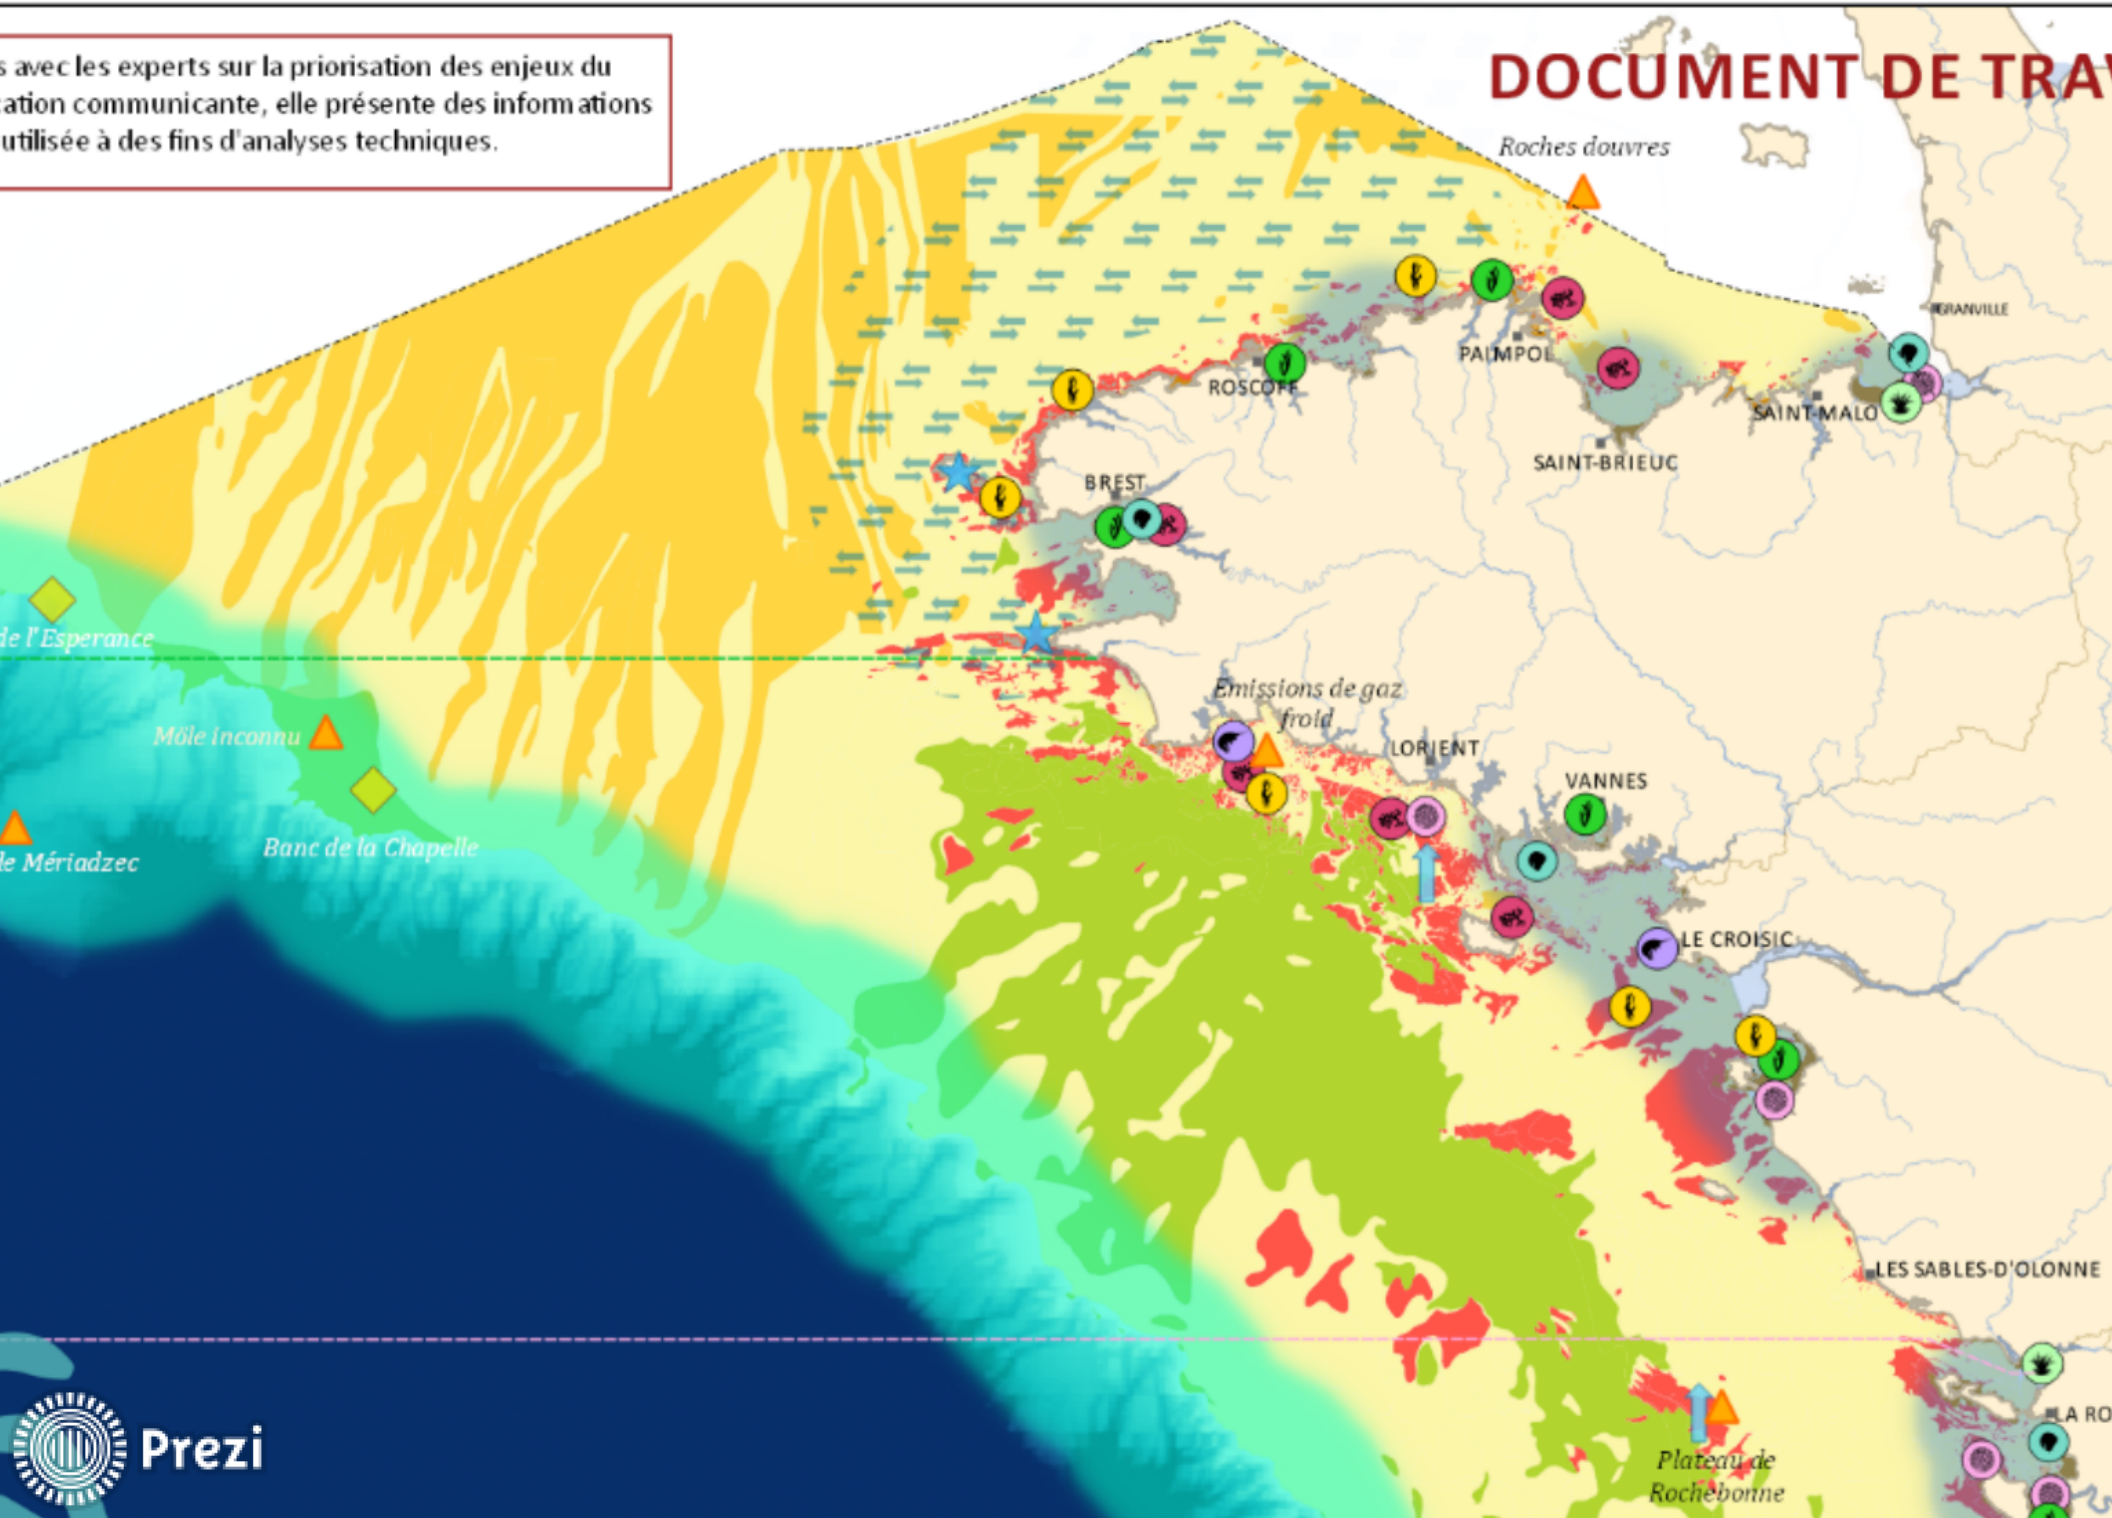 s avec les experts sur la priorisation des enjeux du
cation communicante, elle présente des informations
utilisée à des fins d'analyses techniques.
DOCUMENT DE TRAV
Roches douvres
GRANVILLE
PAIMPOL
ROSCOFF
SAINT-MALO
SAINT-BRIEUC
BREST
de l'Esperance
Emissions de gaz
froid
Môle inconnu
LORIENT
VANNES
Banc de la Chapelle
de Mériadzec
LE CROISIC
LES SABLES-D'OLONNE
LA RO
Plateau de
Rochebonne
Prezi